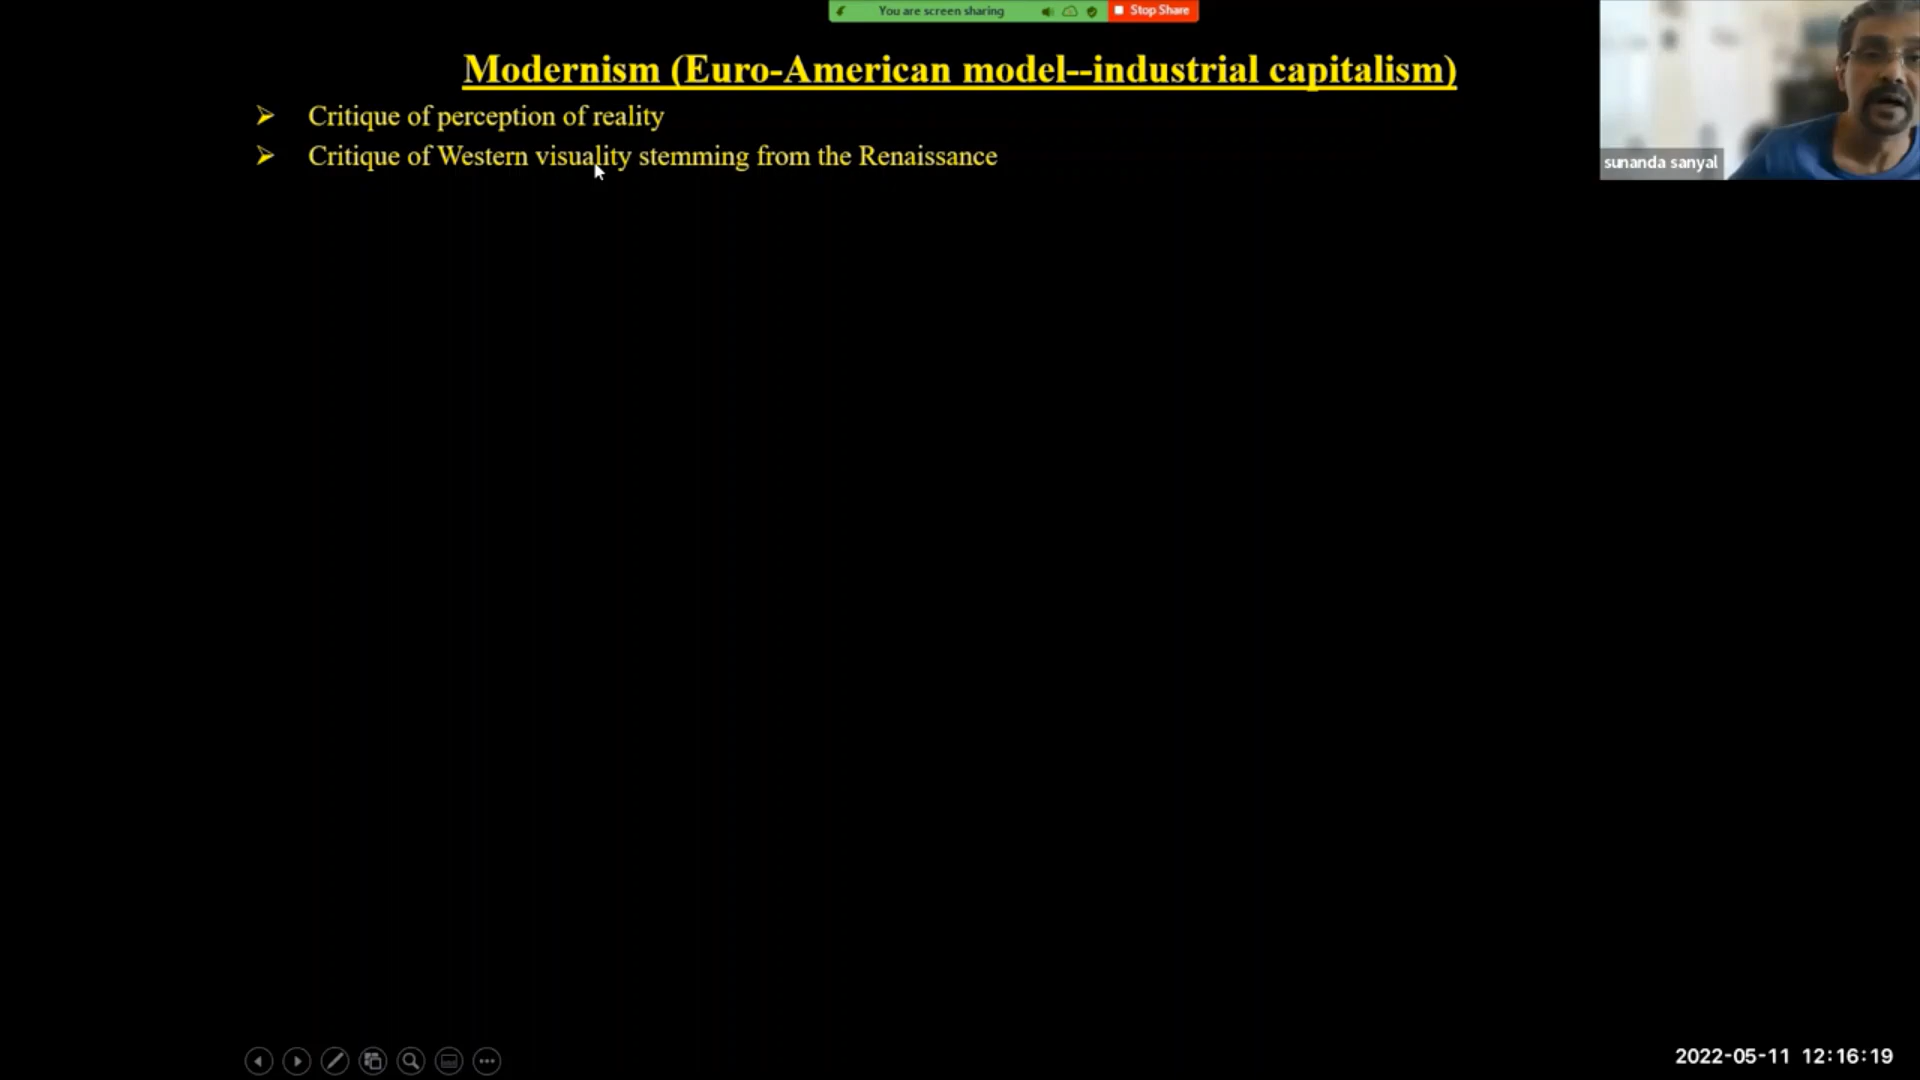 You are screen sharing
Stop Share
Modernism (Euro-American model--industrial capitalism)
➢ Critique of perception of reality
➢ Critique of Western visuality stemming from the Renaissance
sunanda sanyal
2022-05-11 12:16:19